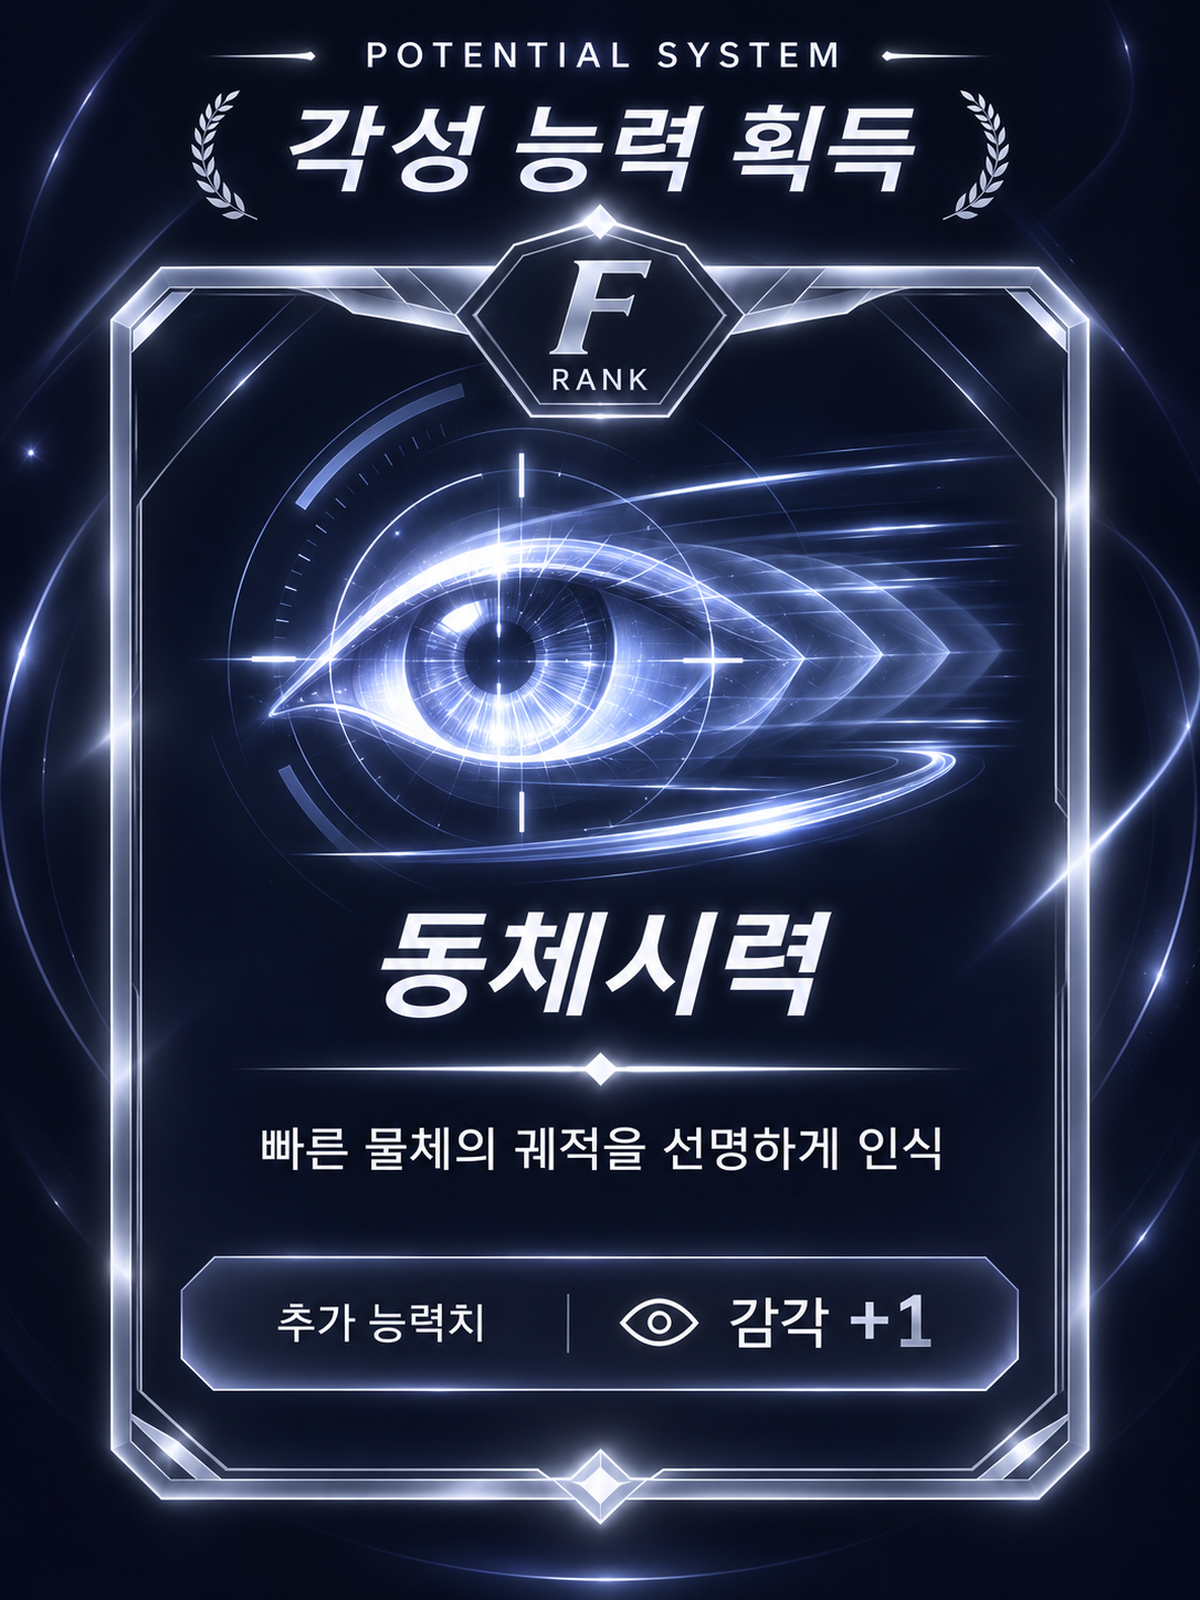 POTENTIAL SYSTEM
각성 능력 획득
F
RANK
동체시력
빠른 물체의 궤적을 선명하게 인식
추가 능력치 감각 +1